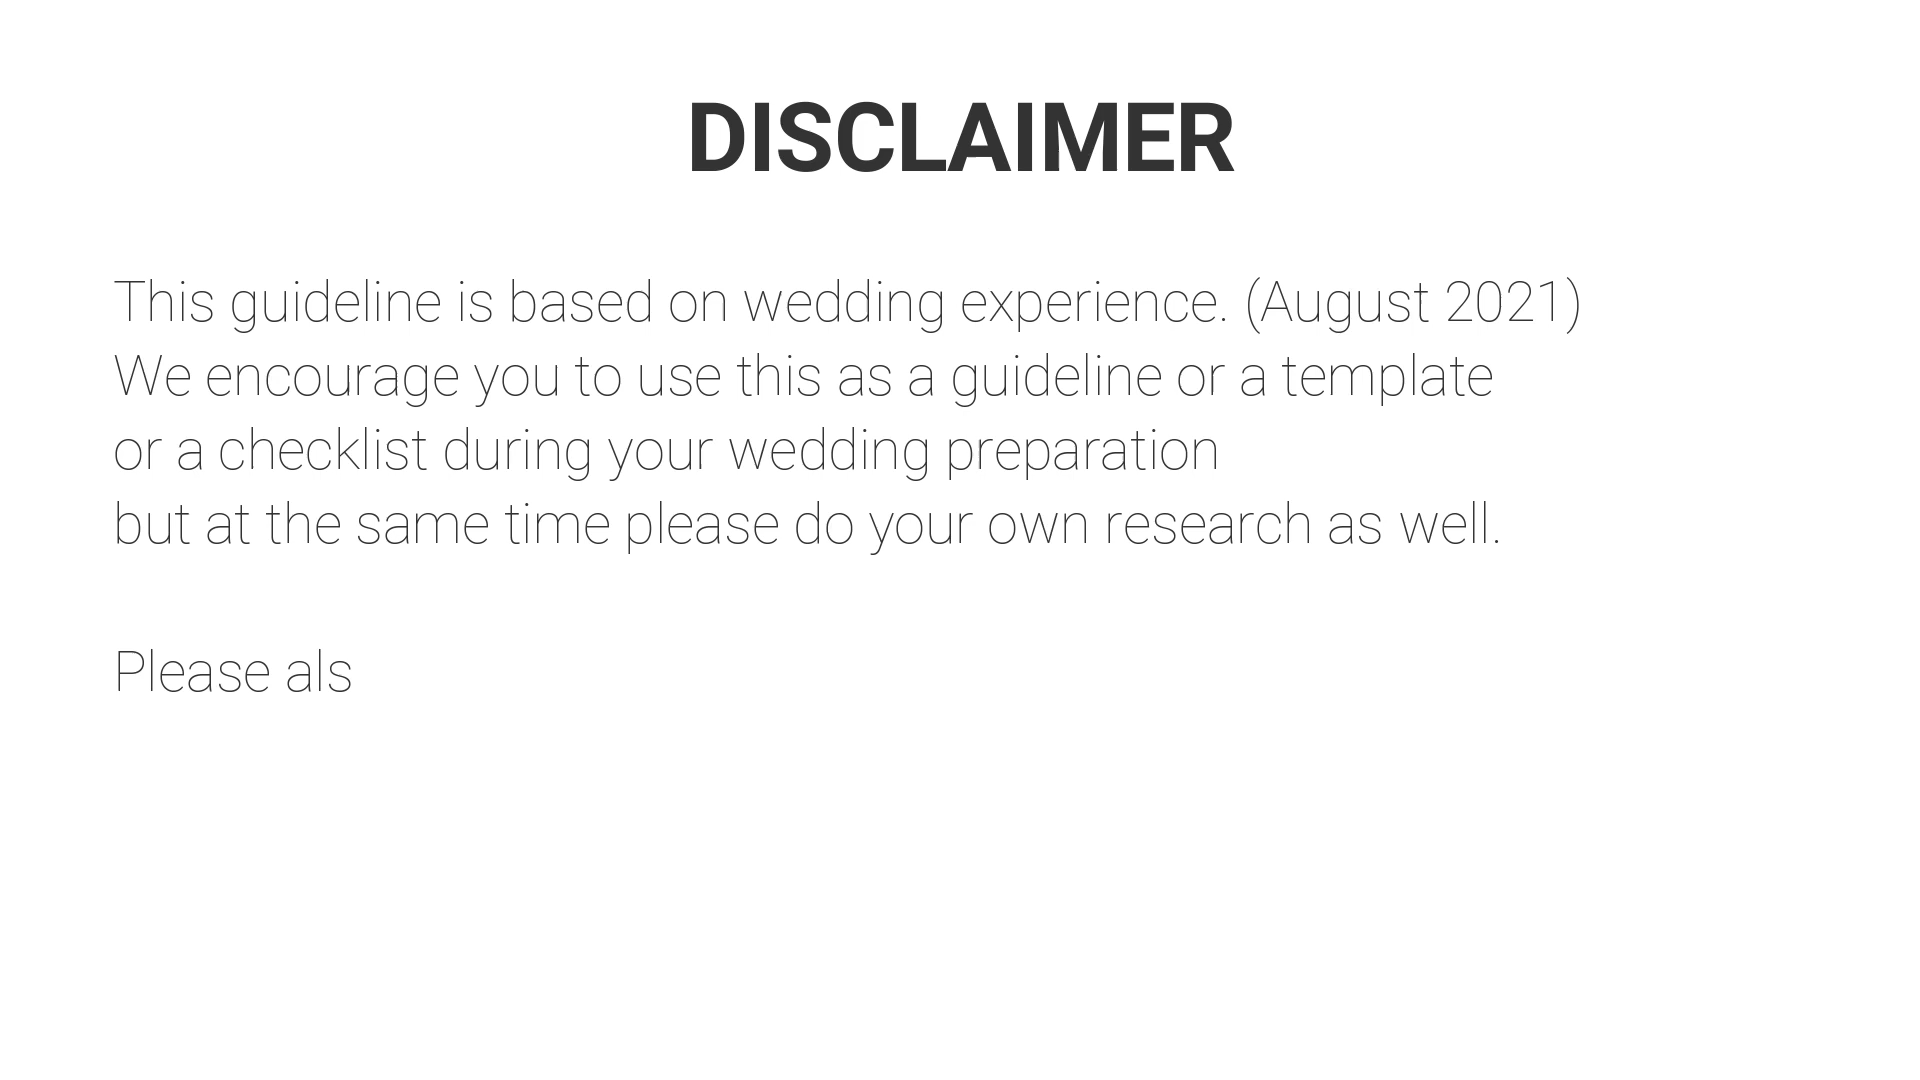 DISCLAIMER
This guideline is based on wedding experience. (August 2021)
We encourage you to use this as a guideline or a template
or a checklist during your wedding preparation
but at the same time please do your own research as well.
Please als